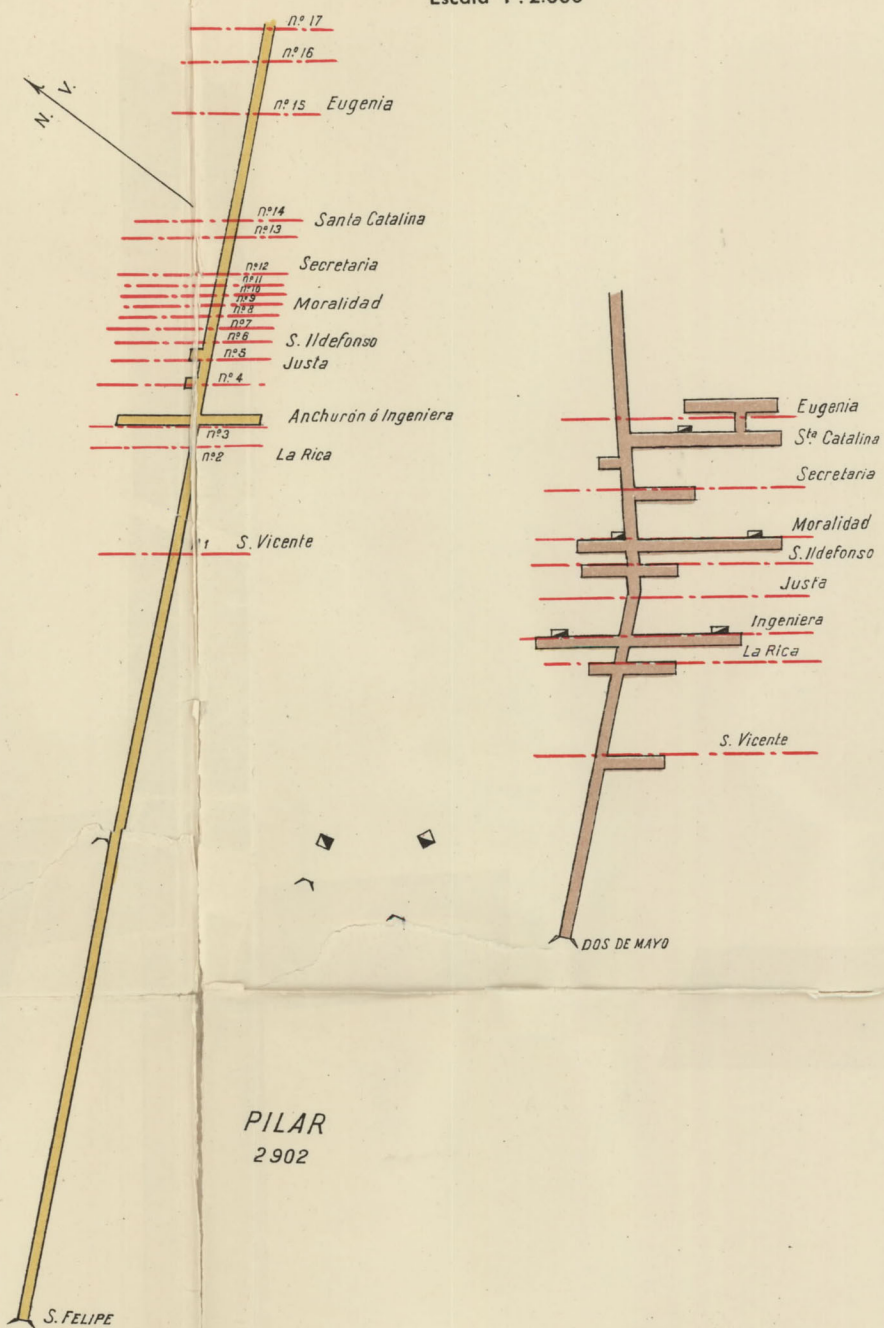 Escala 1 : 2.000
n.º 17
n.º 16
n.º 15 Eugenia
N. V.
n.º 14 Santa Catalina
n.º 13
n.º 12 Secretaria
n.º 11
n.º 10
n.º 9 Moralidad
n.º 8
n.º 7
n.º 6 S. Ildefonso
n.º 5 Justa
n.º 4
Anchurón ó Ingeniera
n.º 3
n.º 2 La Rica
nº 1 S. Vicente
S. FELIPE
PILAR
2902
Eugenia
Sta Catalina
Secretaria
Moralidad
S. Ildefonso
Justa
Ingeniera
La Rica
S. Vicente
DOS DE MAYO